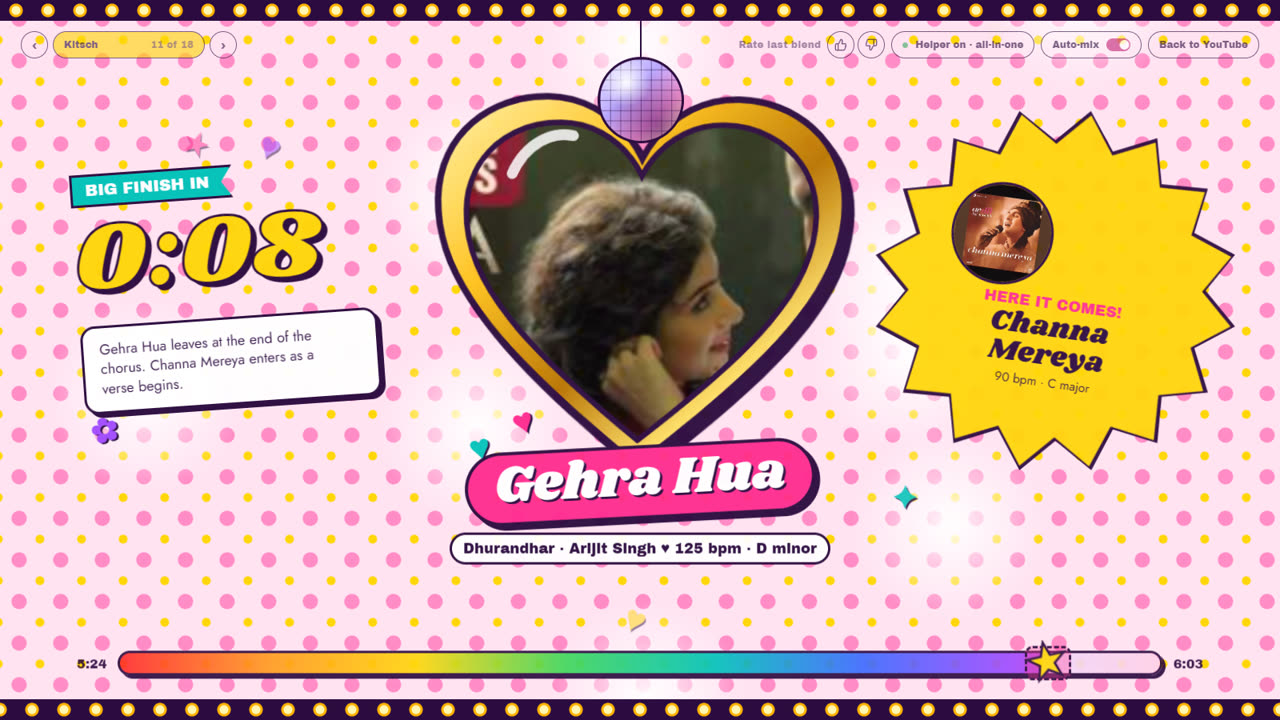 ‹
Kitsch
11 of 18
›
Rate last blend
Helper on · all-in-one
Auto-mix
Back to YouTube
BIG FINISH IN
0:08
Gehra Hua leaves at the end of the
chorus. Channa Mereya enters as a
verse begins.
S
A
Gehra Hua
Dhurandhar · Arijit Singh ♥ 125 bpm · D minor
channa mereya
HERE IT COMES!
Channa
Mereya
90 bpm · C major
5:24
6:03